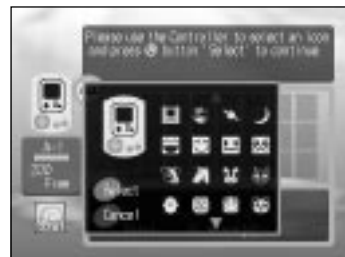 Please use the Controller to select an icon
and press button 'Select' to continue
Select
Cancel